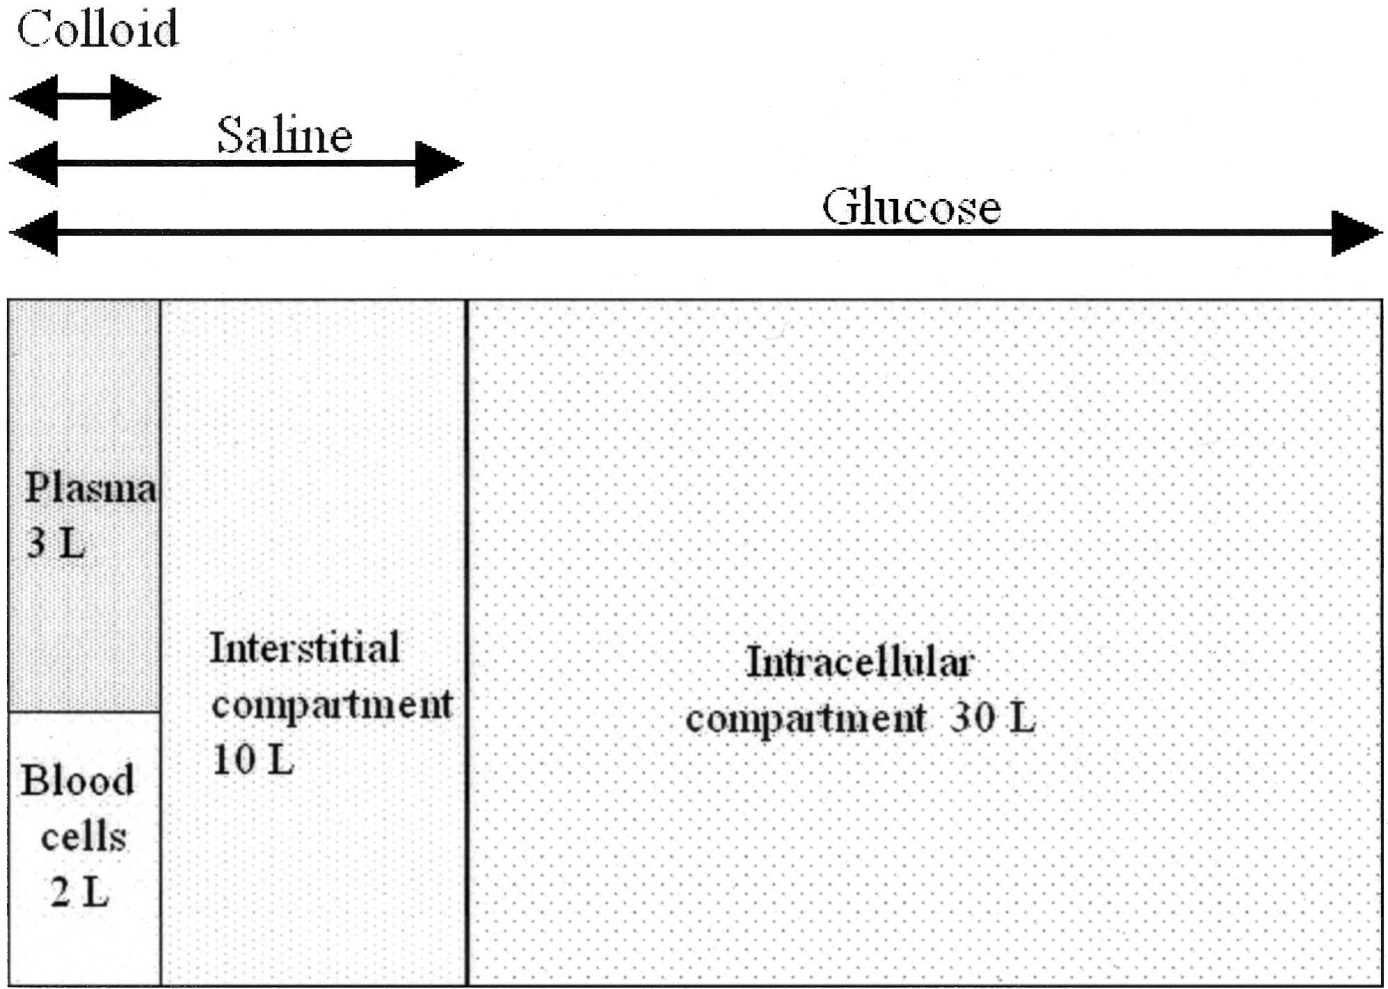 Colloid
Saline
Glucose
Plasma
3 L
Blood
cells
2 L
Interstitial
compartment
10 L
Intracellular
compartment 30 L